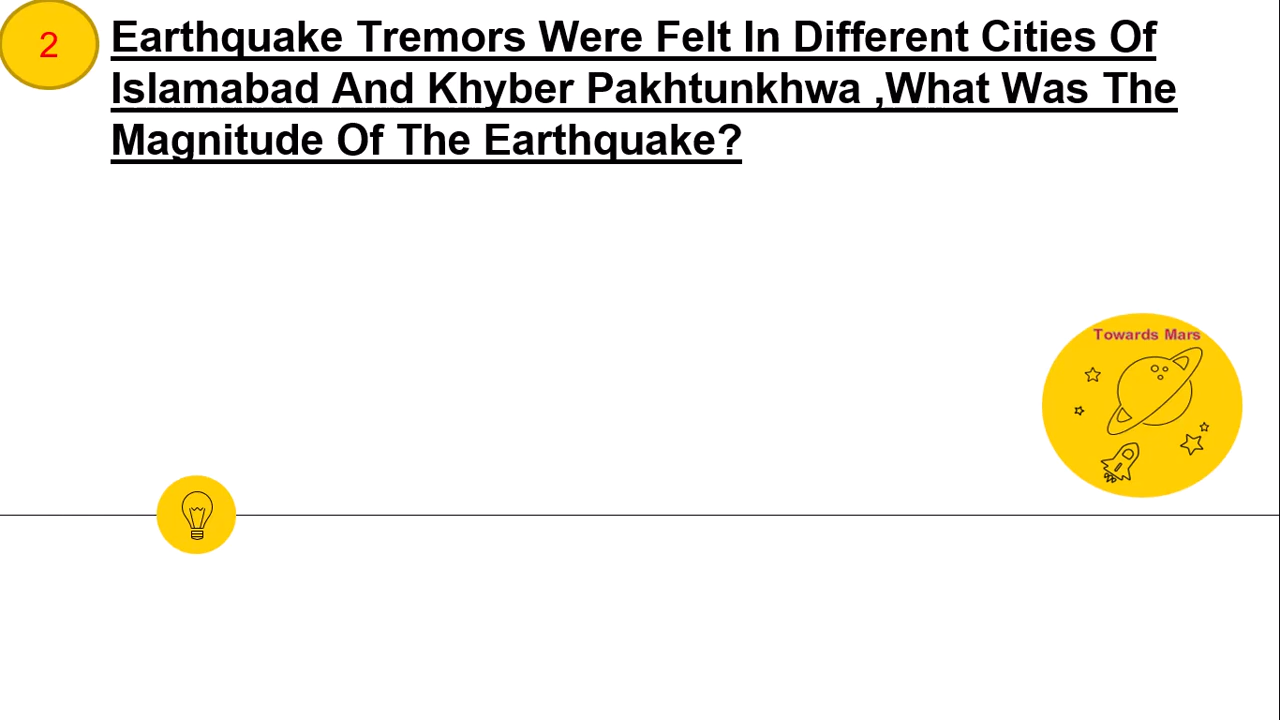 2
Earthquake Tremors Were Felt In Different Cities Of
Islamabad And Khyber Pakhtunkhwa ,What Was The
Magnitude Of The Earthquake?
Towards Mars